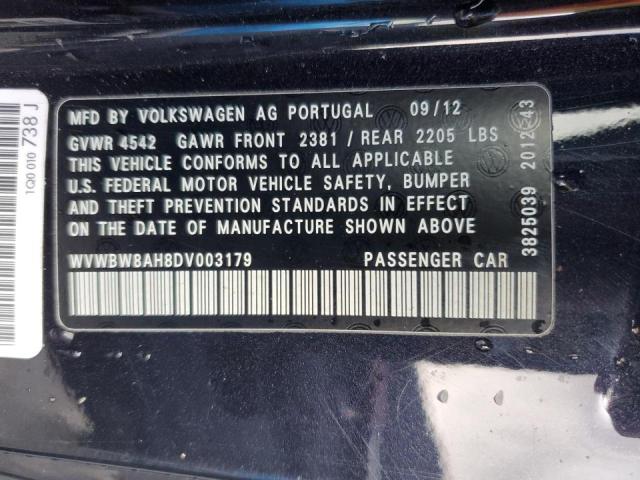 MFD BY VOLKSWAGEN AG PORTUGAL 09/12
GVWR 4542 GAWR FRONT 2381 / REAR 2205 LBS
THIS VEHICLE CONFORMS TO ALL APPLICABLE
U.S. FEDERAL MOTOR VEHICLE SAFETY, BUMPER
AND THEFT PREVENTION STANDARDS IN EFFECT
ON THE DATE OF MANUFACTURE SHOWN ABOVE
WVWBW8AH8DV003179 PASSENGER CAR
3825039 2012-43
1Q0 010 738 J